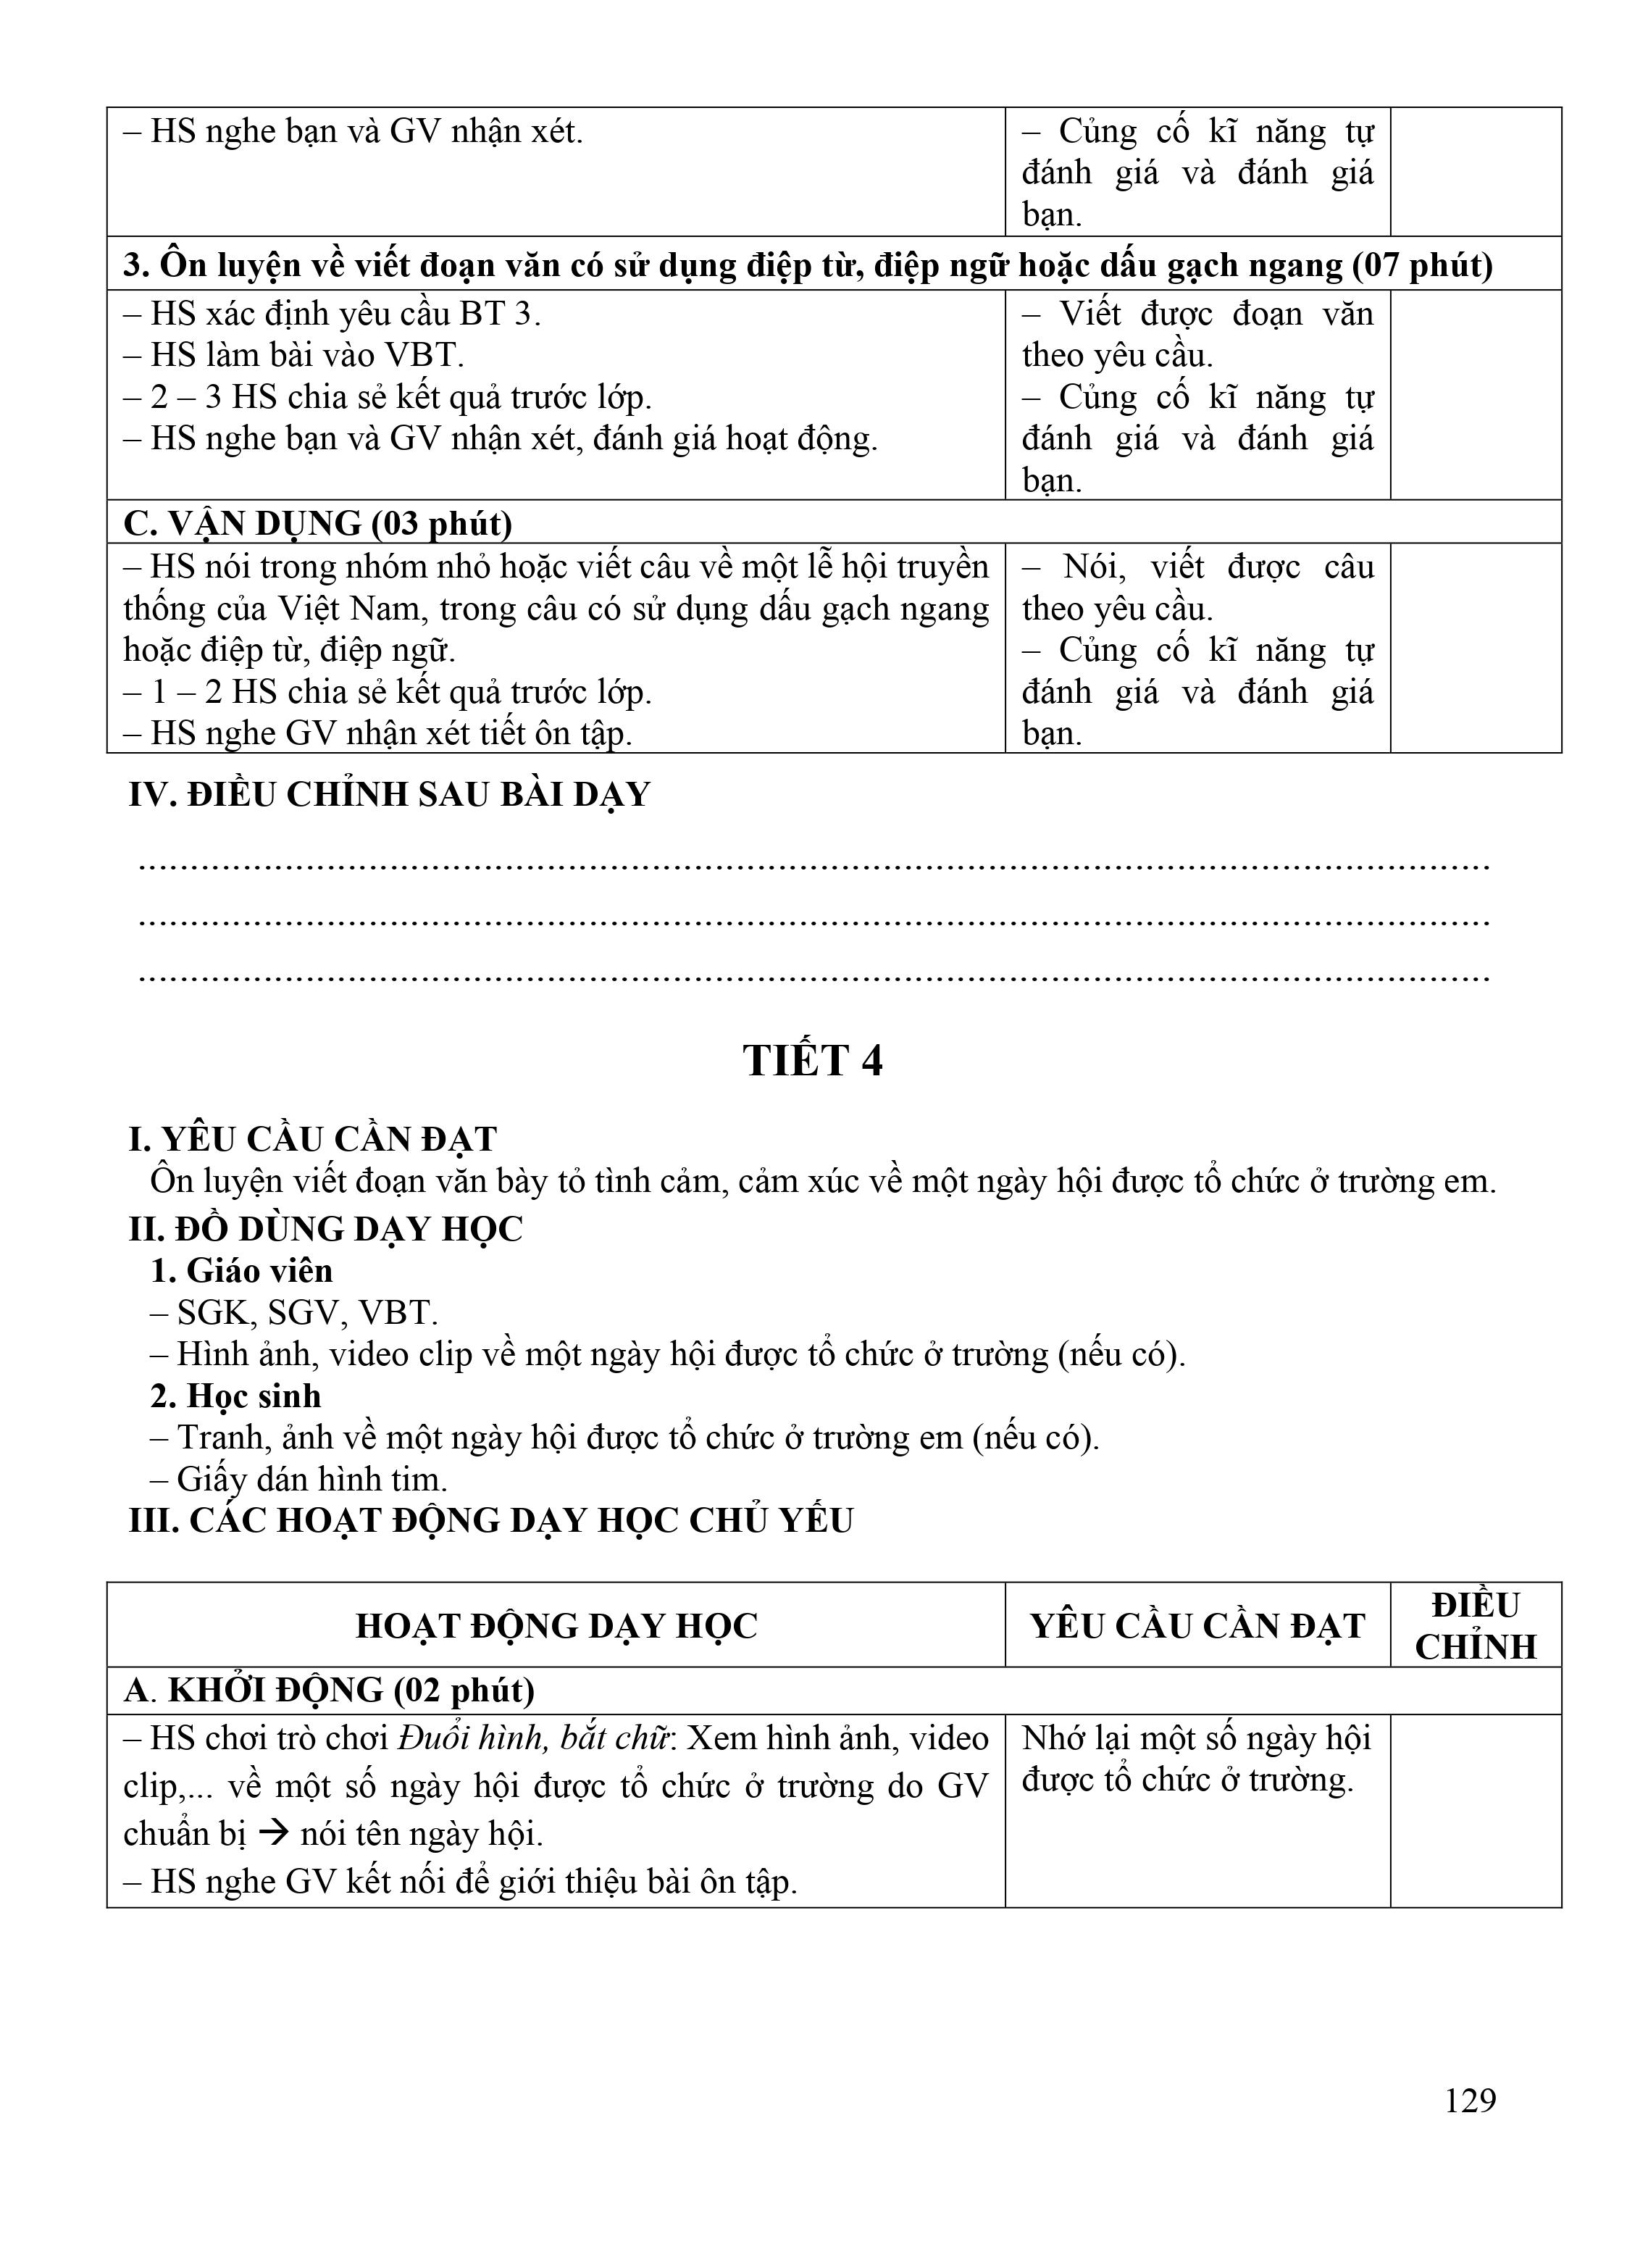 – HS nghe bạn và GV nhận xét.
– Củng cố kĩ năng tự
đánh giá và đánh giá
bạn.
3. Ôn luyện về viết đoạn văn có sử dụng điệp từ, điệp ngữ hoặc dấu gạch ngang (07 phút)
– HS xác định yêu cầu BT 3.
– HS làm bài vào VBT.
– 2 – 3 HS chia sẻ kết quả trước lớp.
– HS nghe bạn và GV nhận xét, đánh giá hoạt động.
– Viết được đoạn văn
theo yêu cầu.
– Củng cố kĩ năng tự
đánh giá và đánh giá
bạn.
C. VẬN DỤNG (03 phút)
– HS nói trong nhóm nhỏ hoặc viết câu về một lễ hội truyền
thống của Việt Nam, trong câu có sử dụng dấu gạch ngang
hoặc điệp từ, điệp ngữ.
– 1 – 2 HS chia sẻ kết quả trước lớp.
– HS nghe GV nhận xét tiết ôn tập.
– Nói, viết được câu
theo yêu cầu.
– Củng cố kĩ năng tự
đánh giá và đánh giá
bạn.
IV. ĐIỀU CHỈNH SAU BÀI DẠY
TIẾT 4
I. YÊU CẦU CẦN ĐẠT
Ôn luyện viết đoạn văn bày tỏ tình cảm, cảm xúc về một ngày hội được tổ chức ở trường em.
II. ĐỒ DÙNG DẠY HỌC
1. Giáo viên
– SGK, SGV, VBT.
– Hình ảnh, video clip về một ngày hội được tổ chức ở trường (nếu có).
2. Học sinh
– Tranh, ảnh về một ngày hội được tổ chức ở trường em (nếu có).
– Giấy dán hình tim.
III. CÁC HOẠT ĐỘNG DẠY HỌC CHỦ YẾU
HOẠT ĐỘNG DẠY HỌC
YÊU CẦU CẦN ĐẠT
ĐIỀU
CHỈNH
A. KHỞI ĐỘNG (02 phút)
– HS chơi trò chơi Đuổi hình, bắt chữ: Xem hình ảnh, video
clip,... về một số ngày hội được tổ chức ở trường do GV
chuẩn bị → nói tên ngày hội.
– HS nghe GV kết nối để giới thiệu bài ôn tập.
Nhớ lại một số ngày hội
được tổ chức ở trường.
129